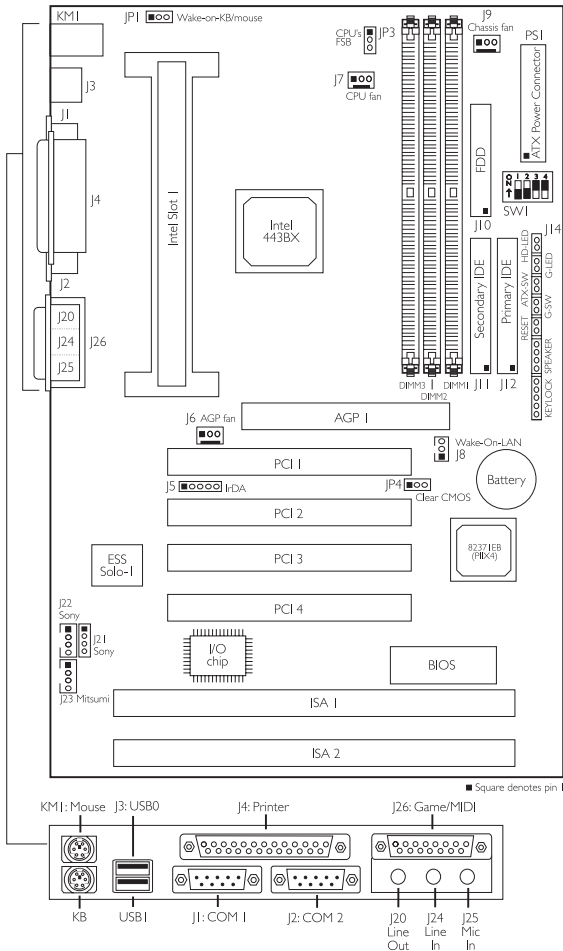 KM1
JP1
Wake-on-KB/mouse
CPU's
FSB
JP3
J9
Chassis fan
PS1
J3
J7
CPU fan
ATX Power Connector
J1
J4
Intel Slot 1
Intel
443BX
FDD
J10
ON
1 2 3 4
SW1
J14
J2
J20
J24
J25
J26
Secondary IDE
J11
Primary IDE
J12
HD-LED
G-LED
ATX-SW
G-SW
RESET
SPEAKER
KEYLOCK
DIMM3
DIMM2
DIMM1
J6 AGP fan
AGP 1
Wake-On-LAN
J8
PCI 1
J5
IrDA
JP4
Clear CMOS
Battery
PCI 2
ESS
Solo-1
PCI 3
82371EB
(PIIX4)
PCI 4
J22
Sony
J21
Sony
I/O
chip
BIOS
J23 Mitsumi
ISA 1
ISA 2
■ Square denotes pin 1
KM1: Mouse
J3: USB0
J4: Printer
J26: Game/MIDI
KB
USB1
J1: COM 1
J2: COM 2
J20
Line
Out
J24
Line
In
J25
Mic
In